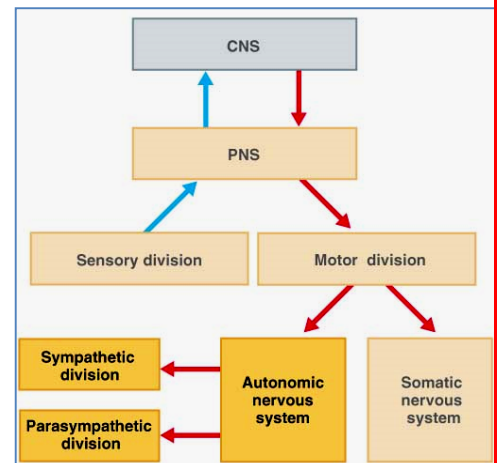 CNS
PNS
Sensory division
Motor division
Sympathetic
division
Parasympathetic
division
Autonomic
nervous
system
Somatic
nervous
system